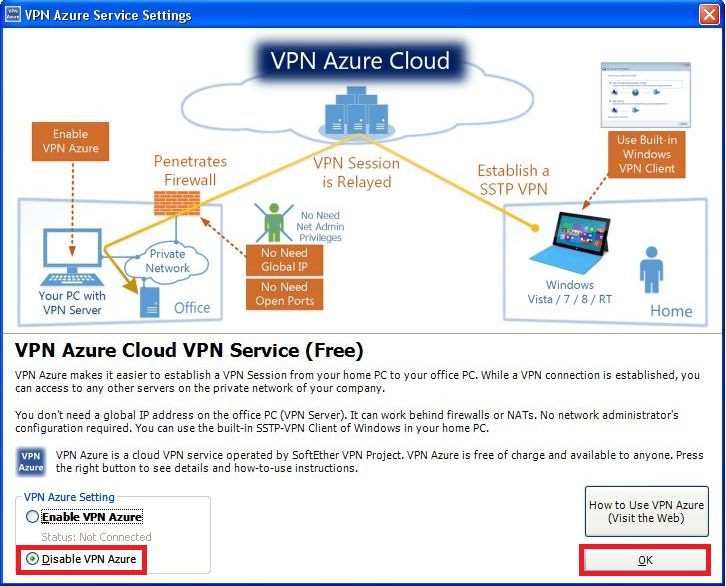 VPN Azure Service Settings
VPN Azure Cloud
Enable
VPN Azure
Penetrates
Firewall
VPN Session
is Relayed
Establish a
SSTP VPN
Use Built-in
Windows
VPN Client
No Need
Net Admin
Privileges
Private
Network
No Need
Global IP
No Need
Open Ports
Your PC with
VPN Server
Office
Windows
Vista / 7 / 8 / RT
Home
VPN Azure Cloud VPN Service (Free)
VPN Azure makes it easier to establish a VPN Session from your home PC to your office PC. While a VPN connection is established, you
can access to any other servers on the private network of your company.
You don't need a global IP address on the office PC (VPN Server). It can work behind firewalls or NATs. No network administrator's
configuration required. You can use the built-in SSTP-VPN Client of Windows in your home PC.
VPN
Azure
VPN Azure is a cloud VPN service operated by SoftEther VPN Project. VPN Azure is free of charge and available to anyone. Press
the right button to see details and how-to-use instructions.
VPN Azure Setting
Enable VPN Azure
Status: Not Connected
Disable VPN Azure
How to Use VPN Azure
(Visit the Web)
OK